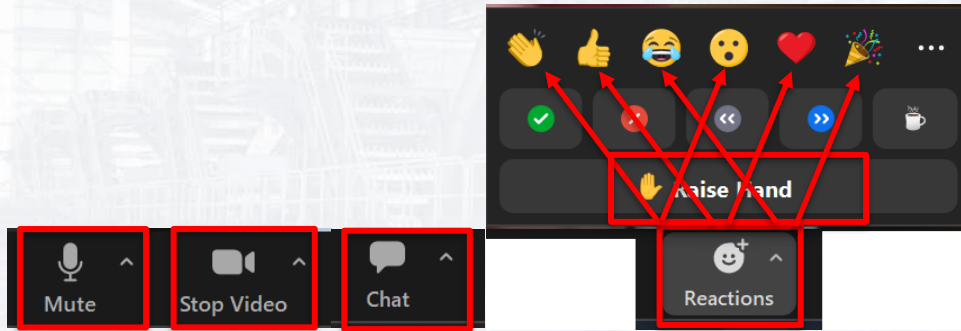 Raise Hand
Mute
Stop Video
Chat
Reactions